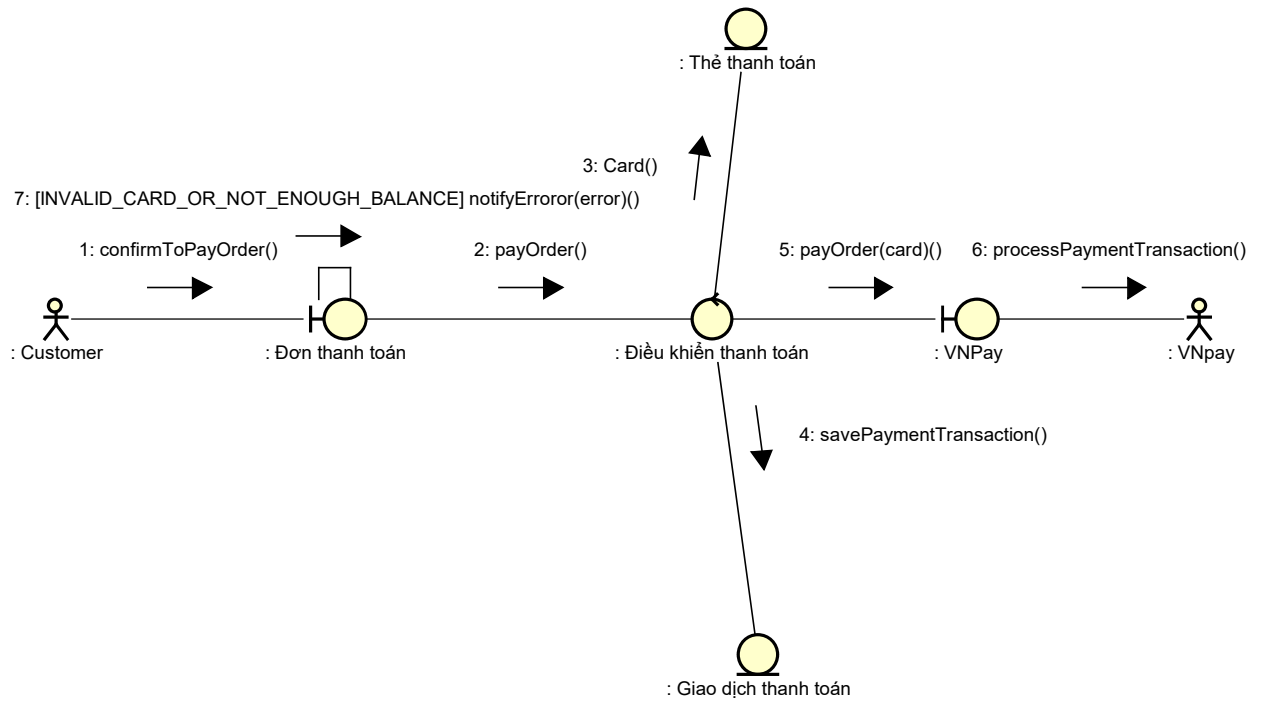 : Thẻ thanh toán
3: Card()
7: [INVALID_CARD_OR_NOT_ENOUGH_BALANCE] notifyErroror(error)()
1: confirmToPayOrder()
2: payOrder()
5: payOrder(card)()
6: processPaymentTransaction()
: Customer
: Đơn thanh toán
: Điều khiển thanh toán
: VNPay
: VNpay
4: savePaymentTransaction()
: Giao dịch thanh toán